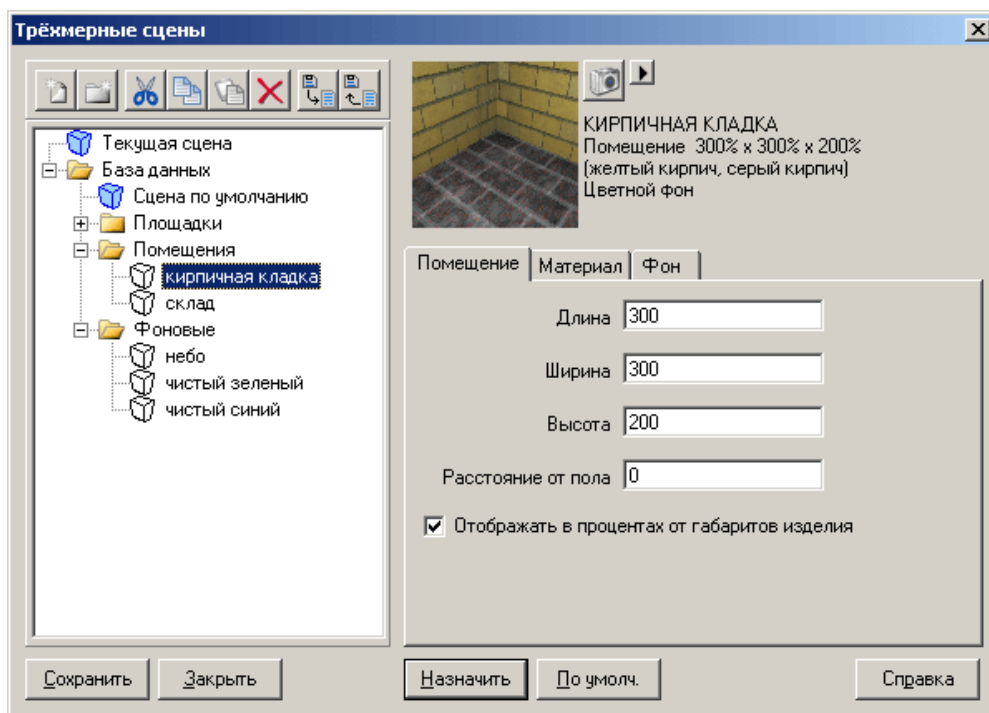 Трёхмерные сцены
Текущая сцена
База данных
Сцена по умолчанию
Площадки
Помещения
кирпичная кладка
склад
Фоновые
небо
чистый зеленый
чистый синий
КИРПИЧНАЯ КЛАДКА
Помещение 300% x 300% x 200%
(желтый кирпич, серый кирпич)
Цветной фон
Помещение Материал Фон
Длина 300
Ширина 300
Высота 200
Расстояние от пола 0
Отображать в процентах от габаритов изделия
Сохранить Закрыть Назначить По умолч. Справка